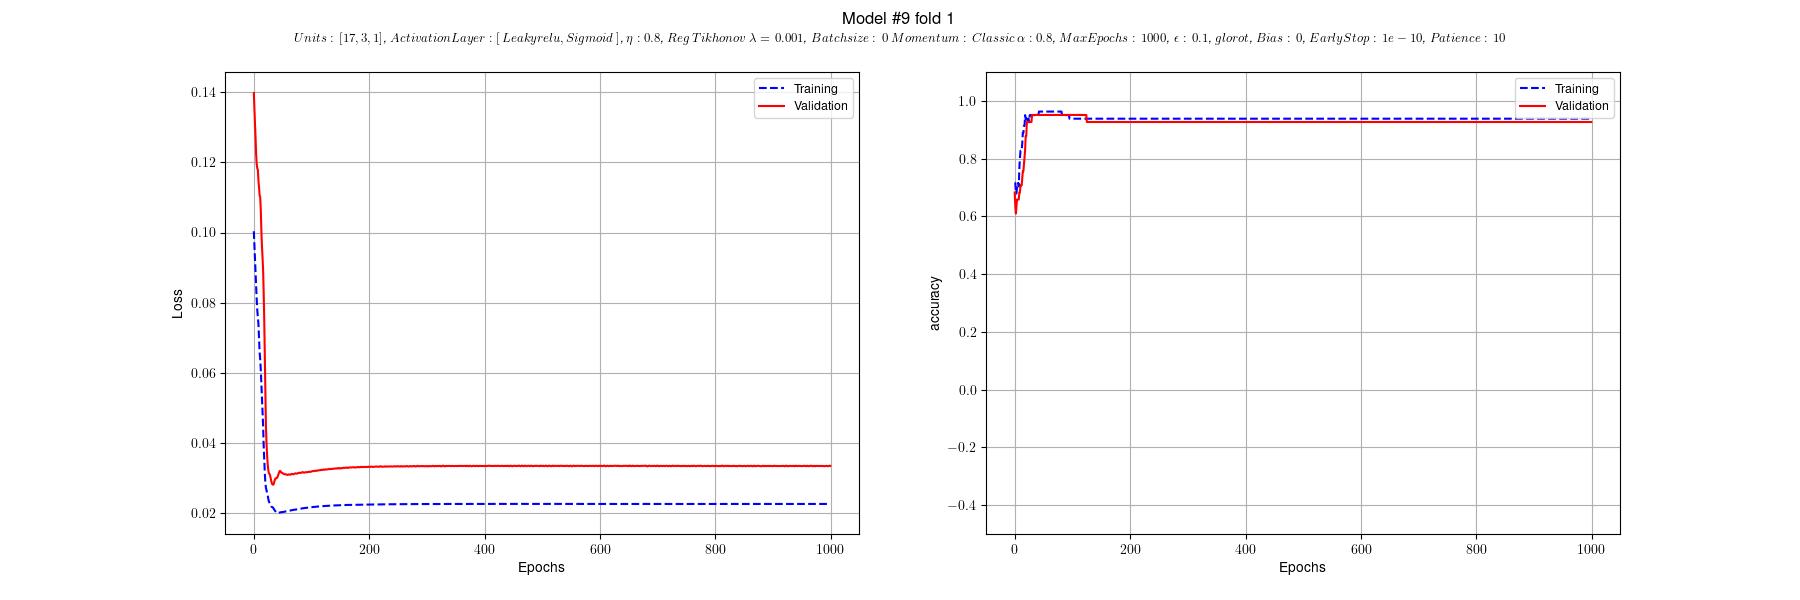 Model #9 fold 1
Units : [17, 3, 1], ActivationLayer : [ Leakyrelu, Sigmoid ], η : 0.8, Reg Tikhonov λ = 0.001, Batchsize : 0 Momentum : Classic α : 0.8, MaxEpochs : 1000, ϵ : 0.1, glorot, Bias : 0, EarlyStop : 1e − 10, Patience : 10
Loss
0.14
0.12
0.10
0.08
0.06
0.04
0.02
0 200 400 600 800 1000
Epochs
Training
Validation
accuracy
1.0
0.8
0.6
0.4
0.2
0.0
−0.2
−0.4
0 200 400 600 800 1000
Epochs
Training
Validation